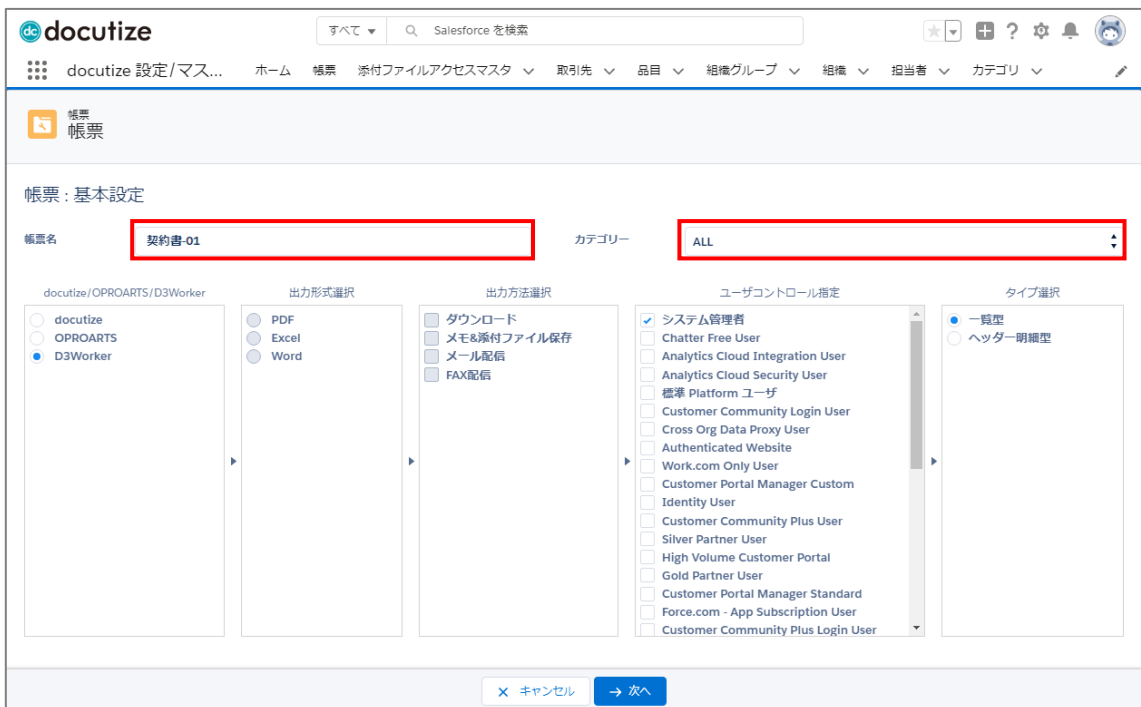 dc docutize
すべて
Salesforce を検索
docutize 設定/マス...
ホーム
帳票
添付ファイルアクセスマスタ
取引先
品目
組織グループ
組織
担当者
カテゴリ
帳票
帳票
帳票 : 基本設定
帳票名
契約書-01
カテゴリー
ALL
docutize/OPROARTS/D3Worker
docutize
OPROARTS
D3Worker
出力形式選択
PDF
Excel
Word
出力方法選択
ダウンロード
メモ&添付ファイル保存
メール配信
FAX配信
ユーザコントロール指定
システム管理者
Chatter Free User
Analytics Cloud Integration User
Analytics Cloud Security User
標準 Platform ユーザ
Customer Community Login User
Cross Org Data Proxy User
Authenticated Website
Work.com Only User
Customer Portal Manager Custom
Identity User
Customer Community Plus User
Silver Partner User
High Volume Customer Portal
Gold Partner User
Customer Portal Manager Standard
Force.com - App Subscription User
Customer Community Plus Login User
タイプ選択
一覧型
ヘッダー明細型
キャンセル
次へ